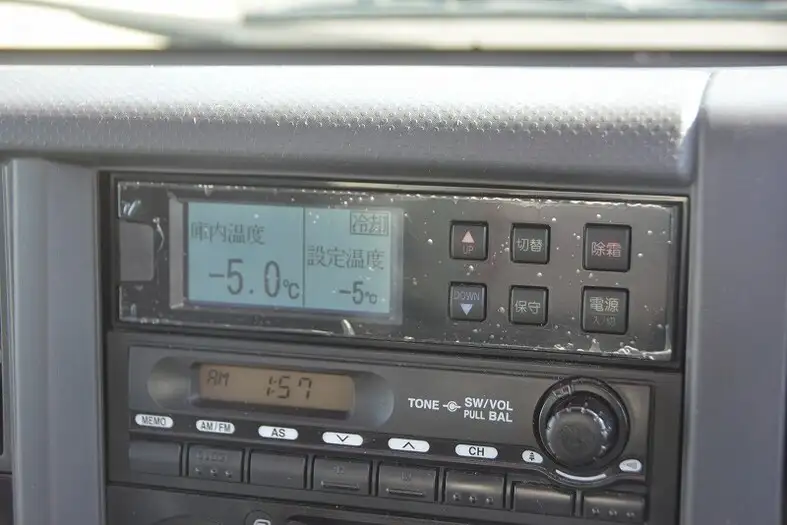 庫内温度
-5.0℃
冷却
設定温度
-5℃
UP
切替
除霜
DOWN
保守
電源
入/切
AM 1:57
TONE SW/VOL
PULL BAL
MEMO AM/FM AS CH